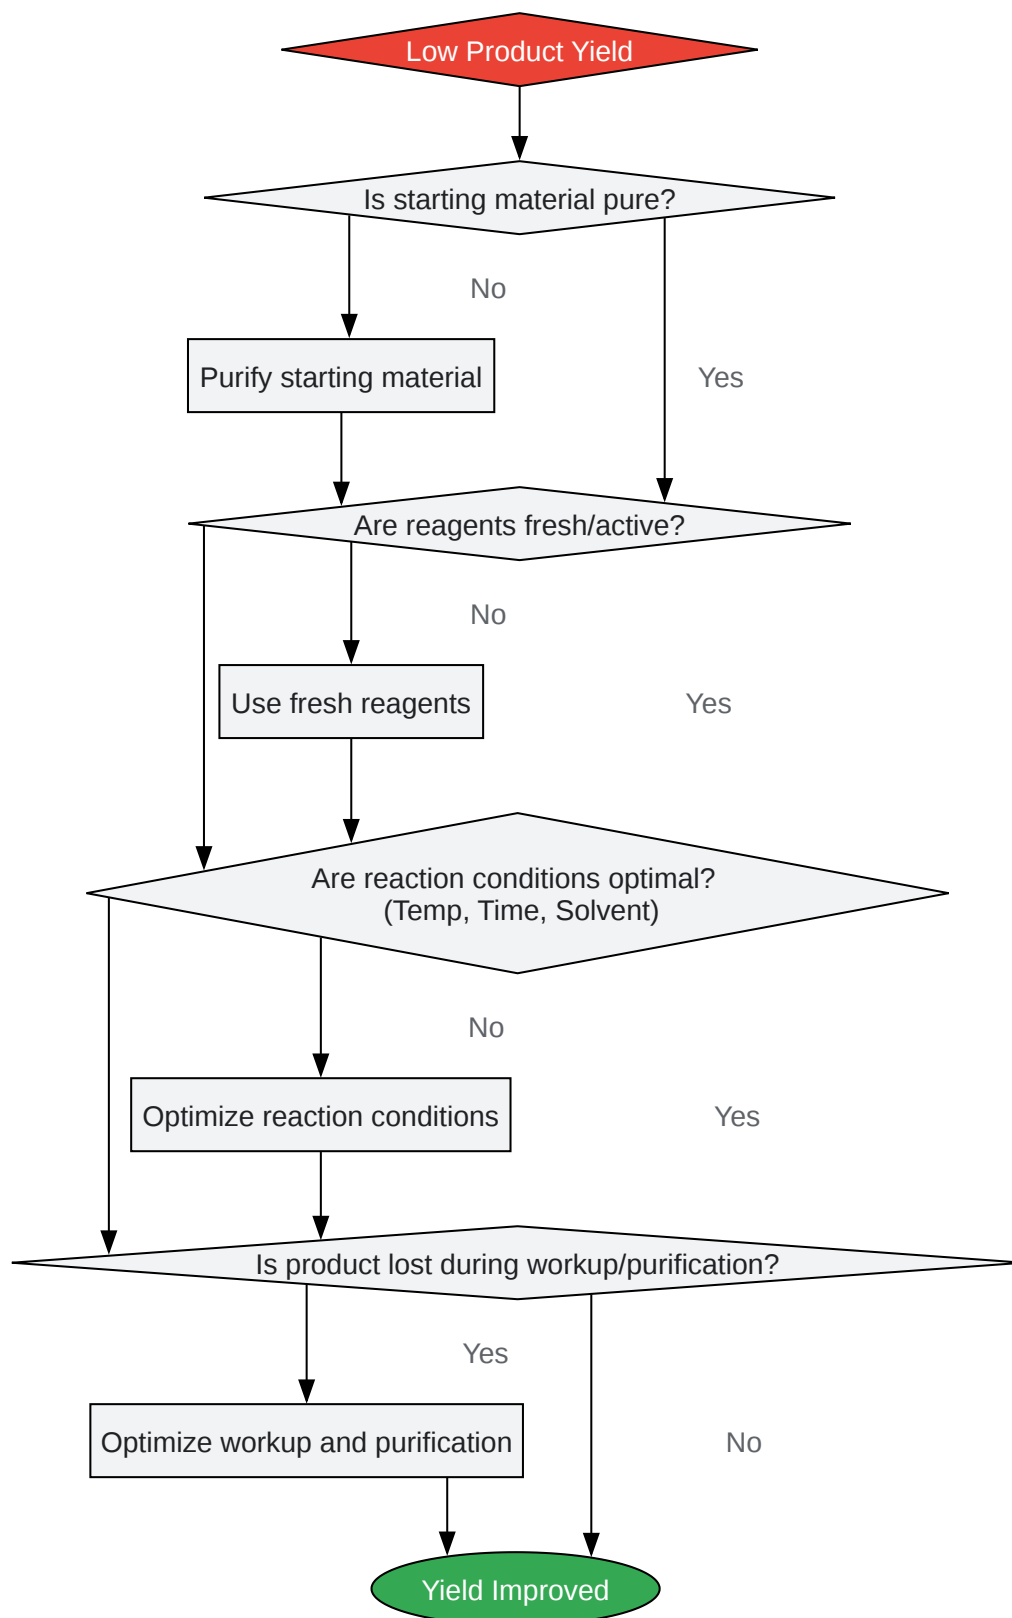 Low Product Yield
Is starting material pure?
No
Purify starting material
Yes
Are reagents fresh/active?
No
Use fresh reagents
Yes
Are reaction conditions optimal?
(Temp, Time, Solvent)
No
Optimize reaction conditions
Yes
Is product lost during workup/purification?
Yes
Optimize workup and purification
No
Yield Improved